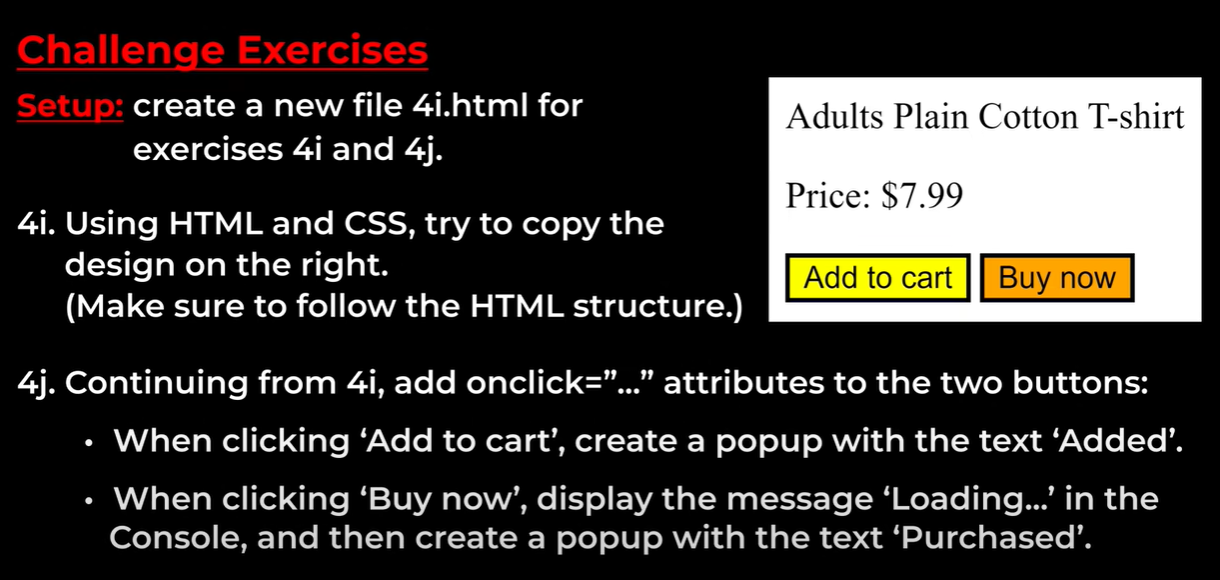 Challenge Exercises
Setup: create a new file 4i.html for
exercises 4i and 4j.
4i. Using HTML and CSS, try to copy the
design on the right.
(Make sure to follow the HTML structure.)
Adults Plain Cotton T-shirt
Price: $7.99
Add to cart Buy now
4j. Continuing from 4i, add onclick=”...” attributes to the two buttons:
• When clicking ‘Add to cart’, create a popup with the text ‘Added’.
• When clicking ‘Buy now’, display the message ‘Loading...’ in the
Console, and then create a popup with the text ‘Purchased’.